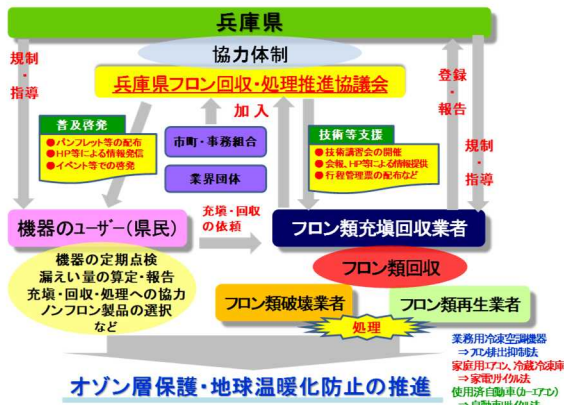 兵庫県
協力体制
兵庫県フロン回収・処理推進協議会
規制・指導
登録・報告
加入
普及啓発
●パンフレット等の配布
●HP等による情報発信
●イベント等での啓発
市町・事務組合
業界団体
技術等支援
●技術講習会の開催
●会報、HP等による情報提供
●行程管理票の配布など
規制・指導
機器のユーザー(県民)
充填・回収
の依頼
フロン類充填回収業者
機器の定期点検
漏えい量の算定・報告
充填・回収・処理への協力
ノンフロン製品の選択
など
フロン類回収
フロン類破壊業者
フロン類再生業者
処理
オゾン層保護・地球温暖化防止の推進
業務用冷凍空調機器
⇒フロン排出抑制法
家庭用エアコン、冷蔵冷凍庫
⇒家電リサイクル法
使用済自動車(カーエアコン)
⇒自動車リサイクル法